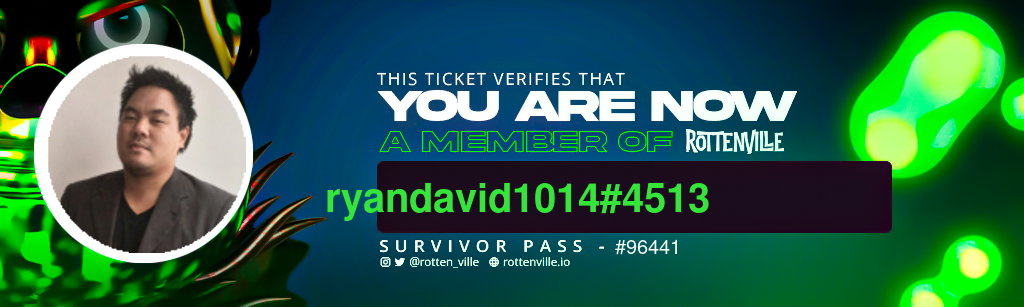 THIS TICKET VERIFIES THAT
YOU ARE NOW
A MEMBER OF ROTTENVILLE
ryandavid1014#4513
SURVIVOR PASS - #96441
@rotten_ville rottenville.io